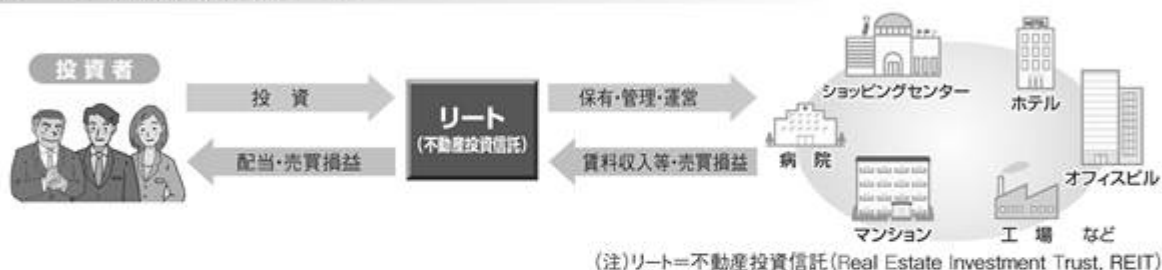 投資者
投 資
配当・売買損益
リート
(不動産投資信託)
保有・管理・運営
賃料収入等・売買損益
ショッピングセンター
ホテル
病 院
オフィスビル
マンション
工 場 など
(注)リート=不動産投資信託(Real Estate Investment Trust, REIT)